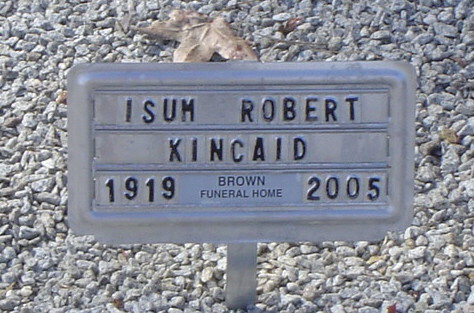 ISUM ROBERT
KINCAID
1919 BROWN FUNERAL HOME 2005